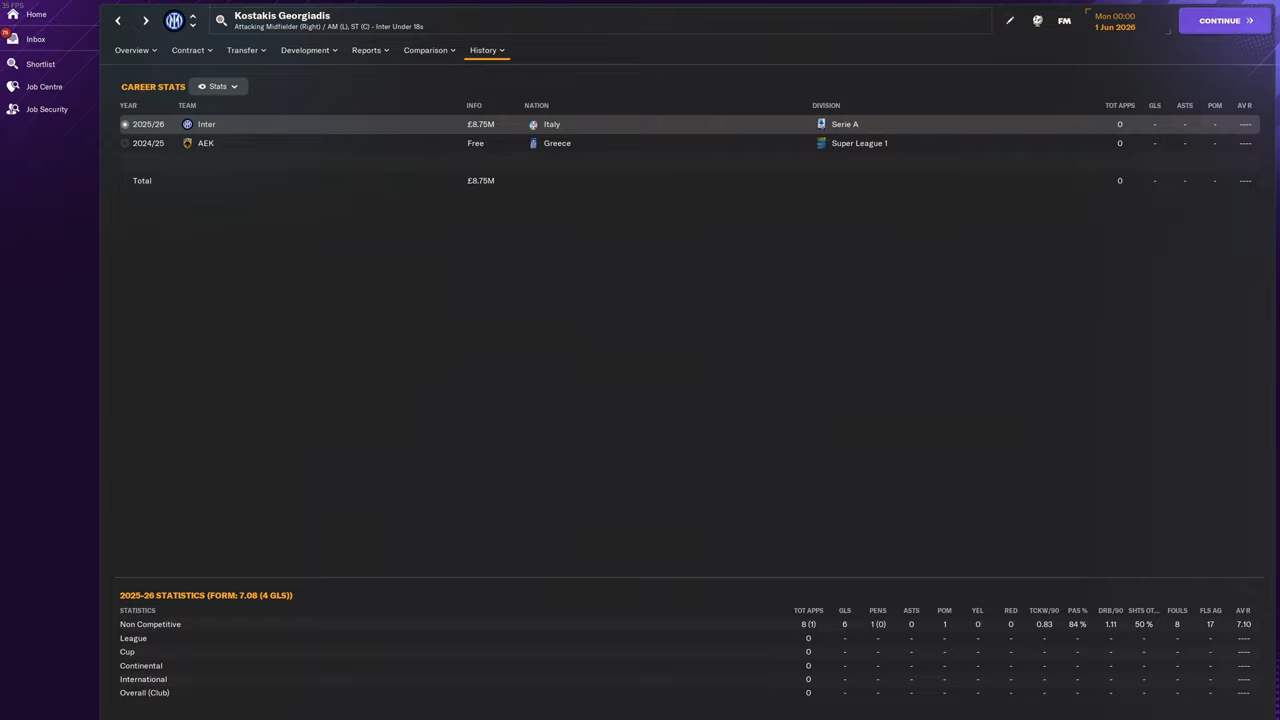 35 FPS
Home
76
Inbox
Shortlist
Job Centre
Job Security
Kostakis Georgiadis
Attacking Midfielder (Right) / AM (L), ST (C) - Inter Under 18s
FM
Mon 00:00
1 Jun 2026
CONTINUE
Overview Contract Transfer Development Reports Comparison History
CAREER STATS Stats
YEAR TEAM INFO NATION DIVISION TOT APPS GLS ASTS POM AV R
2025/26 Inter £8.75M Italy Serie A 0 - - - ----
2024/25 AEK Free Greece Super League 1 0 - - - ----
Total £8.75M 0 - - - ----
2025-26 STATISTICS (FORM: 7.08 (4 GLS))
STATISTICS TOT APPS GLS PENS ASTS POM YEL RED TCKW/90 PAS % DRB/90 SHTS OT... FOULS FLS AG AV R
Non Competitive 8 (1) 6 1 (0) 0 1 0 0 0.83 84 % 1.11 50 % 8 17 7.10
League 0 - - - - - - - - - - - - ----
Cup 0 - - - - - - - - - - - - ----
Continental 0 - - - - - - - - - - - - ----
International 0 - - - - - - - - - - - - ----
Overall (Club) 0 - - - - - - - - - - - - ----